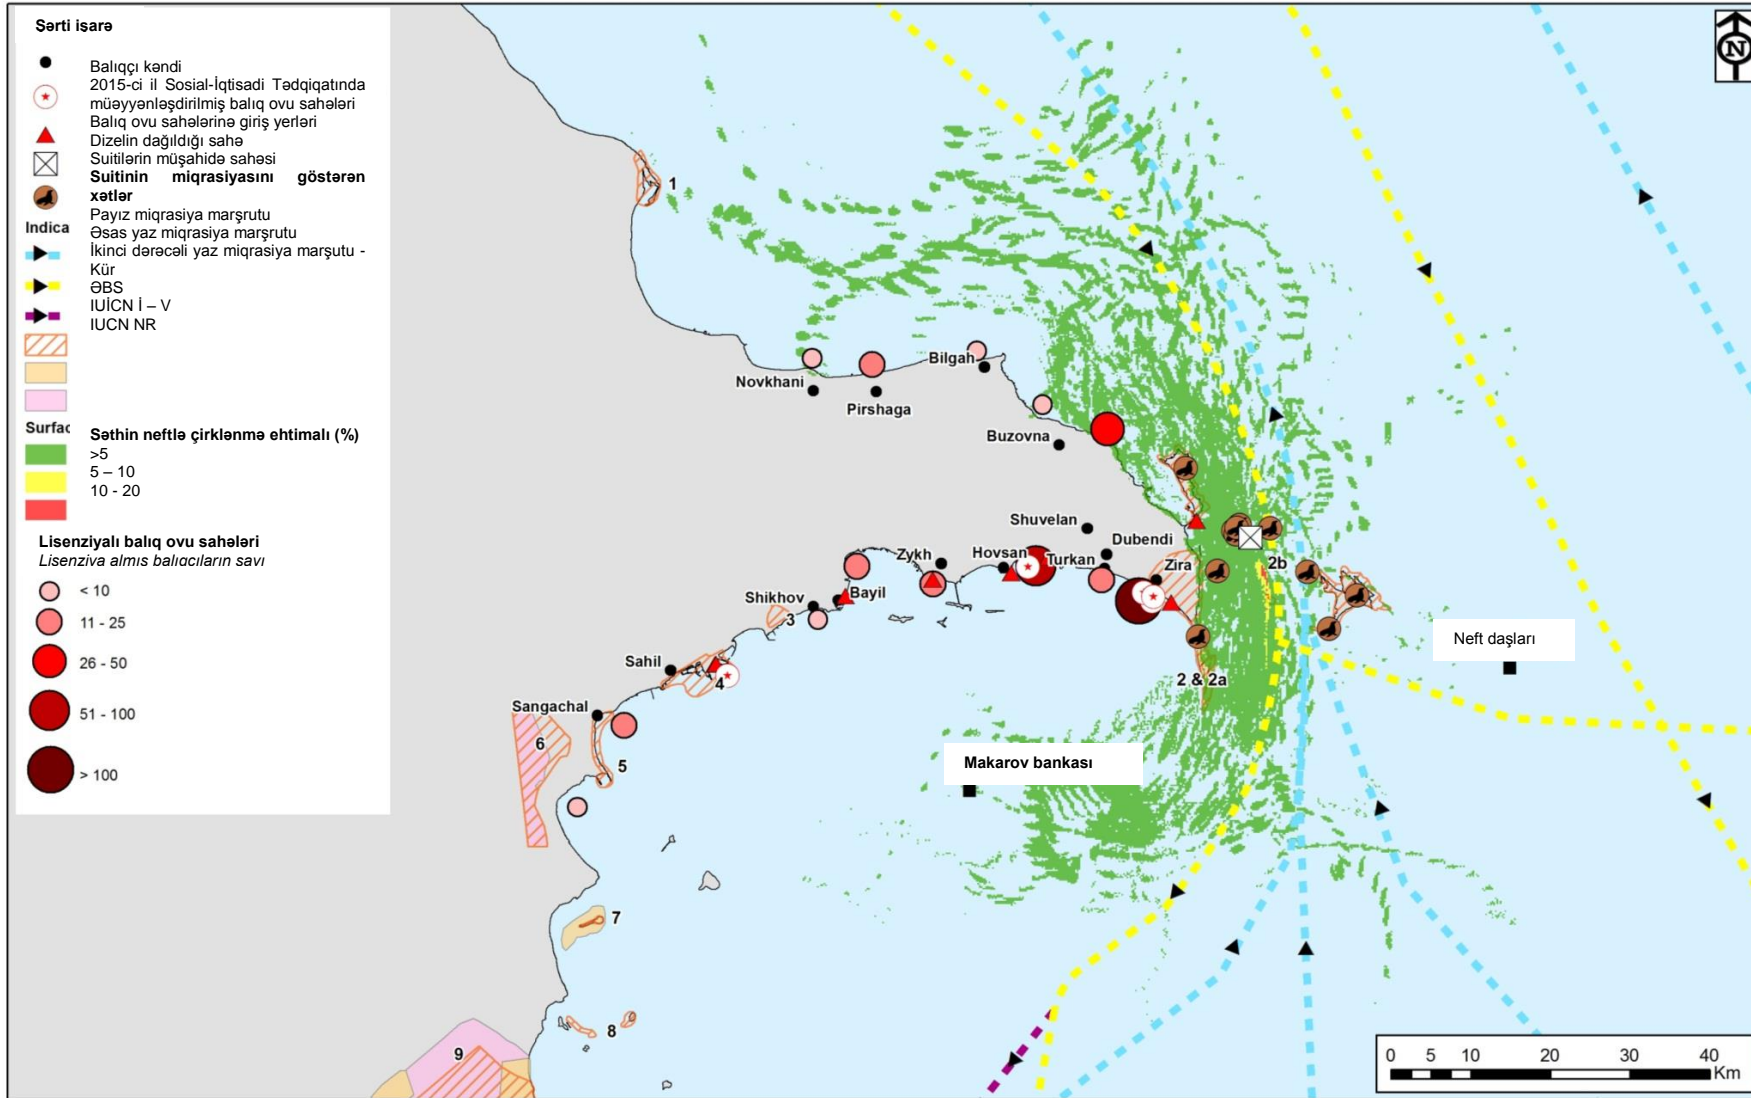 Şərti işarə
Balıqçı kəndi
2015-ci il Sosial-İqtisadi Tədqiqatında
müəyyənləşdirilmiş balıq ovu sahələri
Balıq ovu sahələrinə giriş yerləri
Dizelin dağıldığı sahə
Suitilərin müşahidə sahəsi
Suitinin miqrasiyasını göstərən
xətlər
Payız miqrasiya marşrutu
Indica
Əsas yaz miqrasiya marşrutu
İkinci dərəcəli yaz miqrasiya marşutu -
Kür
ƏBS
IUİCN İ – V
IUCN NR
Surfac
Səthin neftlə çirklənmə ehtimalı (%)
>5
5 – 10
10 - 20
Lisenziyalı balıq ovu sahələri
Lisenziva almıs balıacıların savı
< 10
11 - 25
26 - 50
51 - 100
> 100
N
1
Bilgah
Novkhani
Pirshaga
Buzovna
Shuvelan
Dubendi
Zykh
Hovsan
Turkan
Zira
2b
Shikhov
Bayil
3
Sahil
4
2 & 2a
Neft daşları
Sangachal
6
5
Makarov bankası
7
8
9
0 5 10 20 30 40
Km